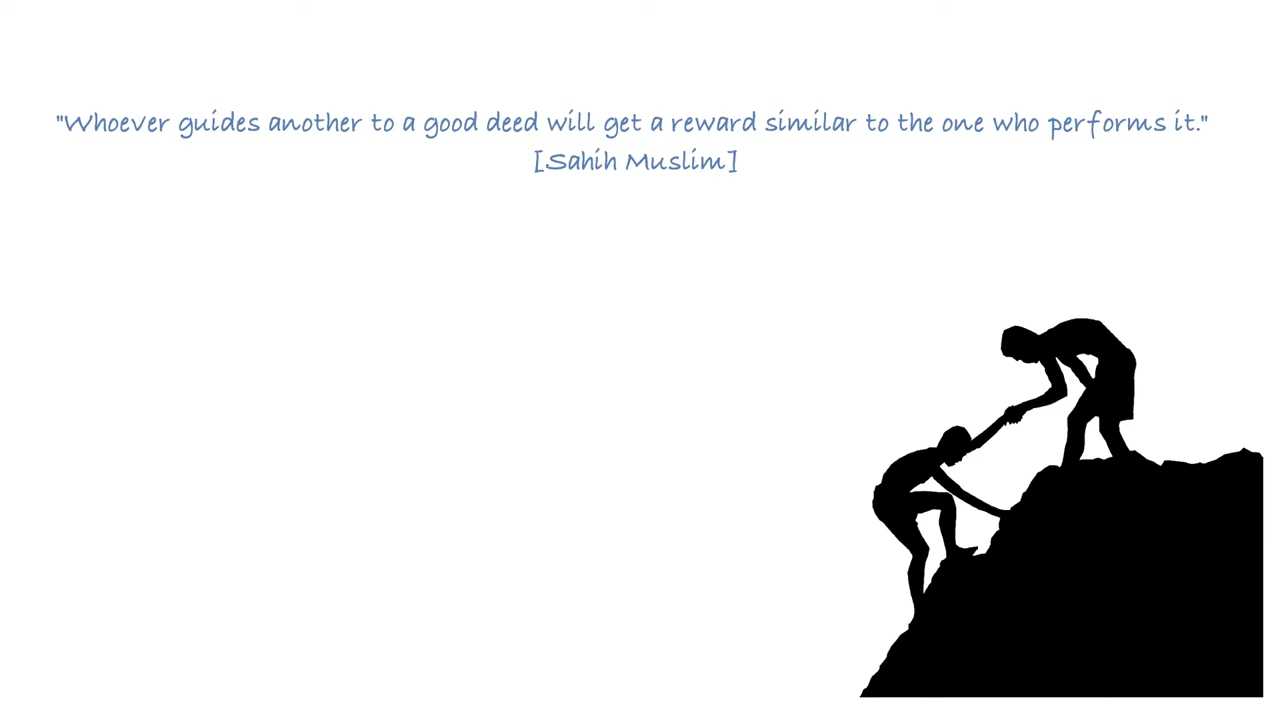 "Whoever guides another to a good deed will get a reward similar to the one who performs it."
[Sahih Muslim]